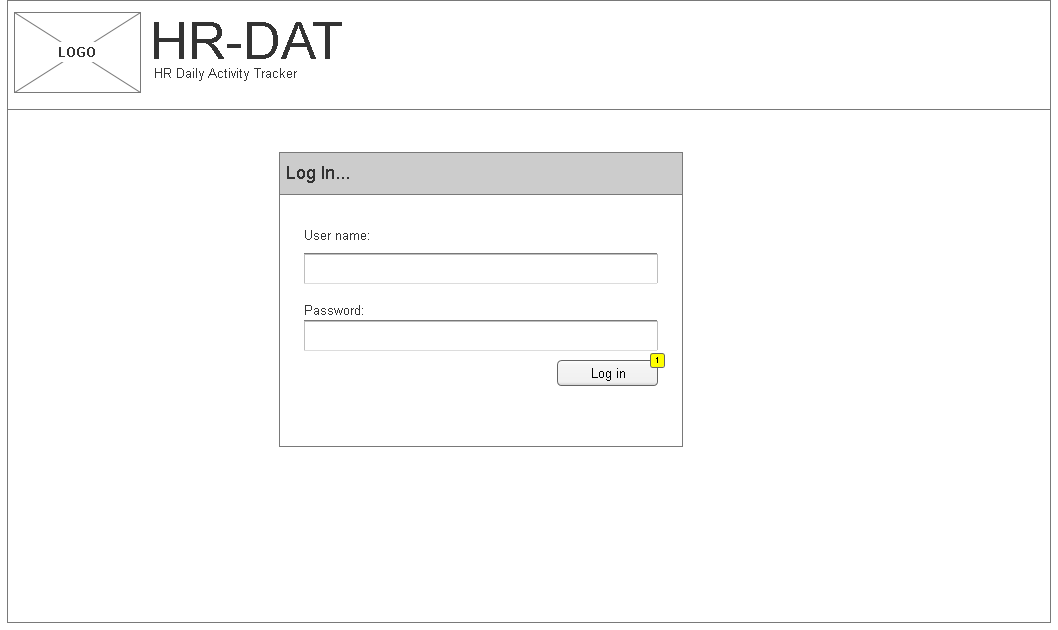 LOGO
HR-DAT
HR Daily Activity Tracker
Log In...
User name:
Password:
1
Log in